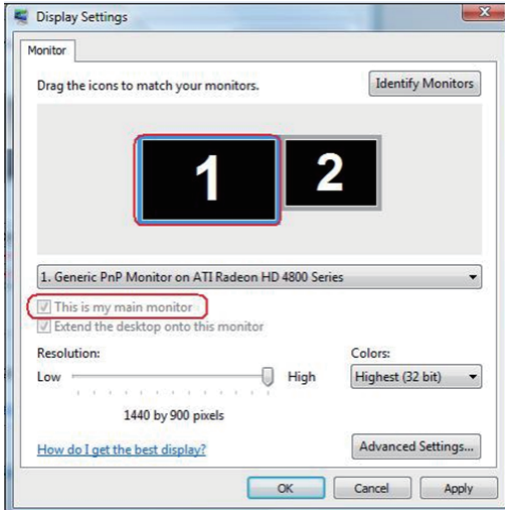 Display Settings
Monitor
Drag the icons to match your monitors.
Identify Monitors
1
2
1. Generic PnP Monitor on ATI Radeon HD 4800 Series
This is my main monitor
Extend the desktop onto this monitor
Resolution:
Colors:
Low
High
Highest (32 bit)
1440 by 900 pixels
How do I get the best display?
Advanced Settings...
OK
Cancel
Apply